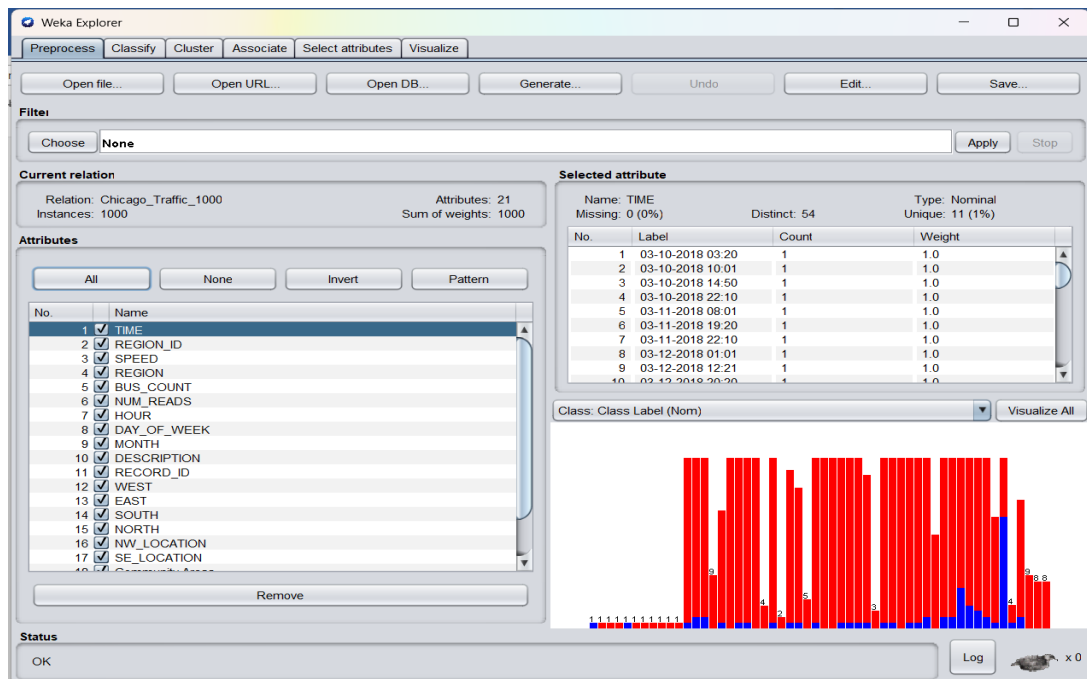 Weka Explorer
Preprocess Classify Cluster Associate Select attributes Visualize
Open file... Open URL... Open DB... Generate... Undo Edit... Save...
Filter
Choose None Apply Stop
Current relation
Relation: Chicago_Traffic_1000 Attributes: 21
Instances: 1000 Sum of weights: 1000
Attributes
All None Invert Pattern
No. Name
1 TIME
2 REGION_ID
3 SPEED
4 REGION
5 BUS_COUNT
6 NUM_READS
7 HOUR
8 DAY_OF_WEEK
9 MONTH
10 DESCRIPTION
11 RECORD_ID
12 WEST
13 EAST
14 SOUTH
15 NORTH
16 NW_LOCATION
17 SE_LOCATION
Remove
Selected attribute
Name: TIME Type: Nominal
Missing: 0 (0%) Distinct: 54 Unique: 11 (1%)
No. Label Count Weight
1 03-10-2018 03:20 1 1.0
2 03-10-2018 10:01 1 1.0
3 03-10-2018 14:50 1 1.0
4 03-10-2018 22:10 1 1.0
5 03-11-2018 08:01 1 1.0
6 03-11-2018 19:20 1 1.0
7 03-11-2018 22:10 1 1.0
8 03-12-2018 01:01 1 1.0
9 03-12-2018 12:21 1 1.0
10 03-12-2018 20:20 1 1.0
Class: Class Label (Nom) Visualize All
1 1 1 1 1 1 1 1 1 1 1 9 4 2 5 3 4 9 8 8
Status
OK
Log x 0